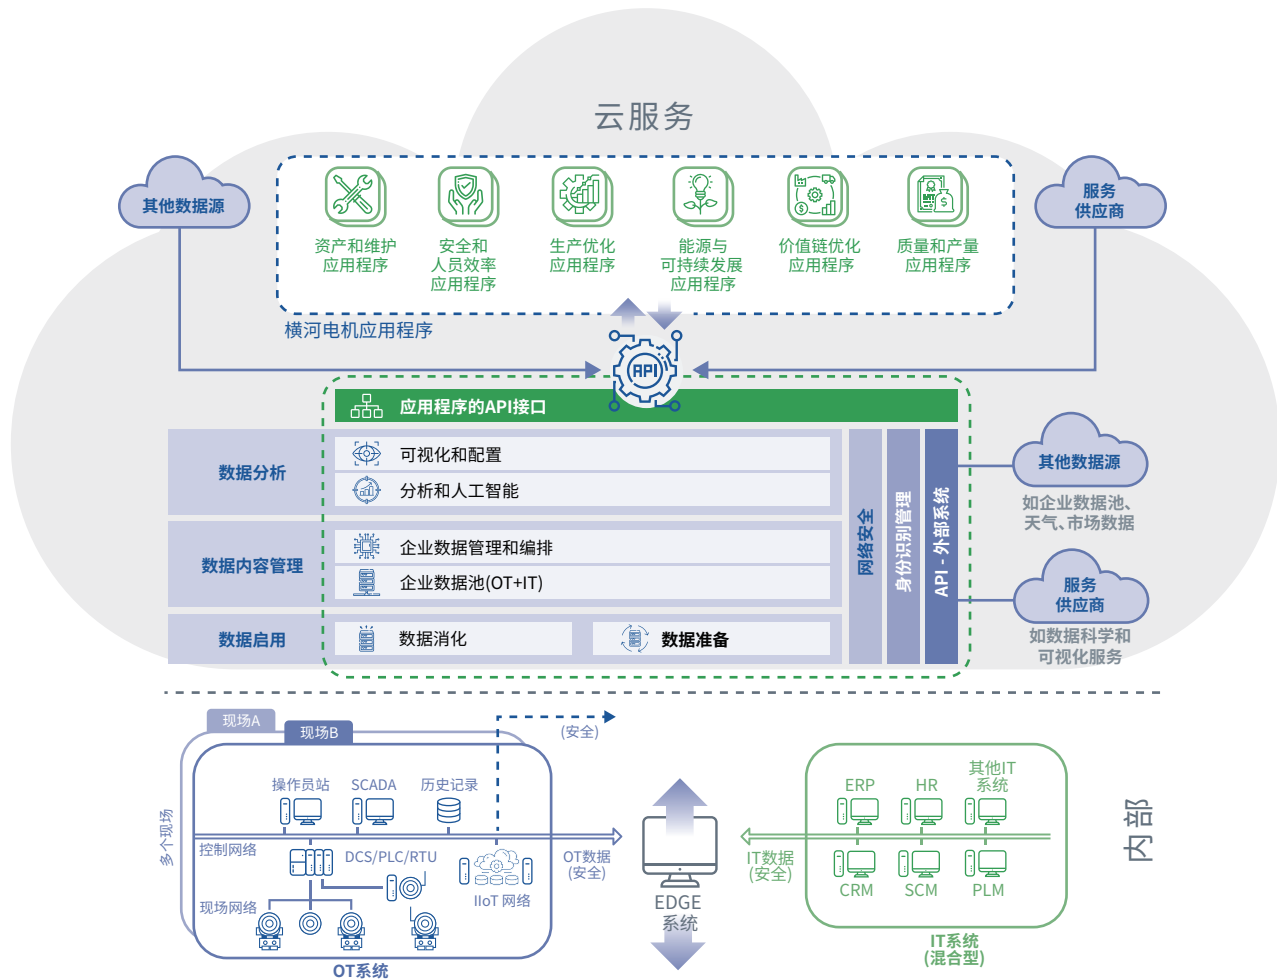 云服务
其他数据源
服务
供应商
资产和维护
应用程序
安全和
人员效率
应用程序
生产优化
应用程序
能源与
可持续发展
应用程序
价值链优化
应用程序
质量和产量
应用程序
横河电机应用程序
API
应用程序的API接口
数据分析
可视化和配置
分析和人工智能
数据内容管理
企业数据管理和编排
企业数据池(OT+IT)
数据启用
数据消化
数据准备
网络安全
身份识别管理
API - 外部系统
其他数据源
如企业数据池、
天气、市场数据
服务
供应商
如数据科学和
可视化服务
现场A
现场B
(安全)
多个现场
操作员站
SCADA
历史记录
控制网络
DCS/PLC/RTU
IIoT 网络
现场网络
OT系统
OT数据
(安全)
EDGE
系统
IT数据
(安全)
ERP
HR
其他IT
系统
CRM
SCM
PLM
IT系统
(混合型)
内部